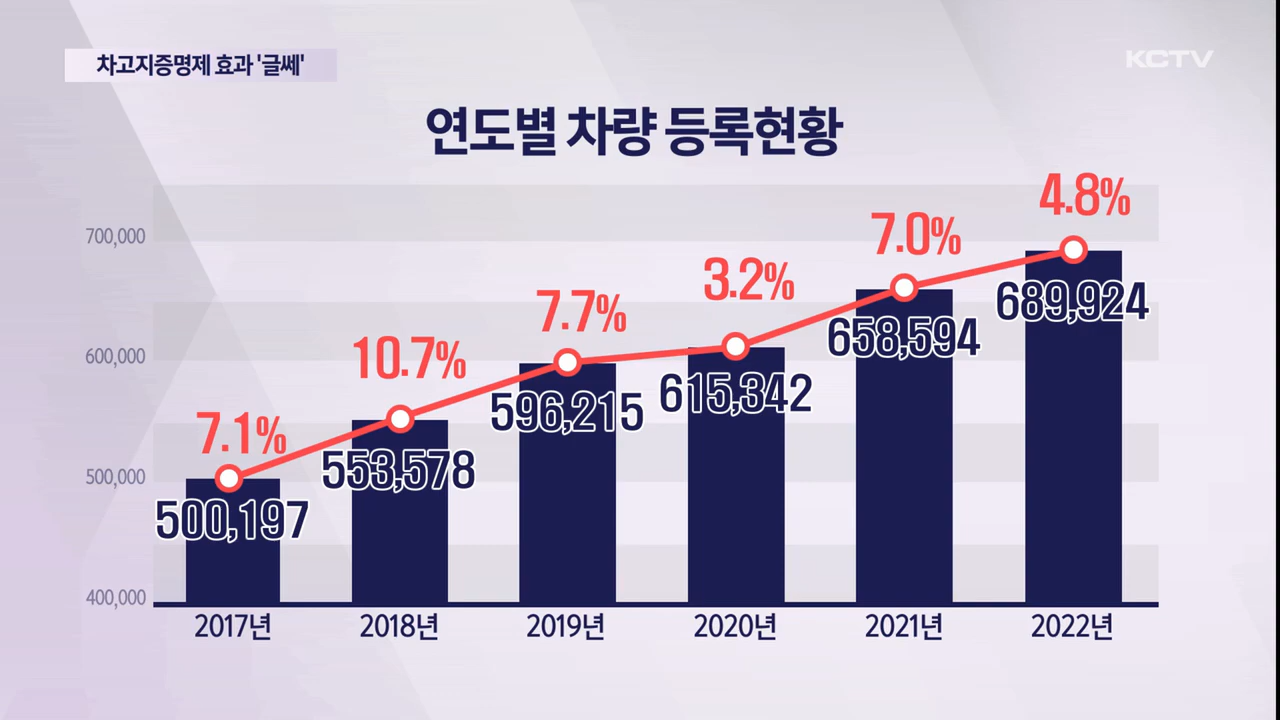 차고지증명제 효과 '글쎄'
KCTV
연도별 차량 등록현황
700,000
600,000
500,000
400,000
7.1%
10.7%
7.7%
3.2%
7.0%
4.8%
500,197
553,578
596,215
615,342
658,594
689,924
2017년
2018년
2019년
2020년
2021년
2022년